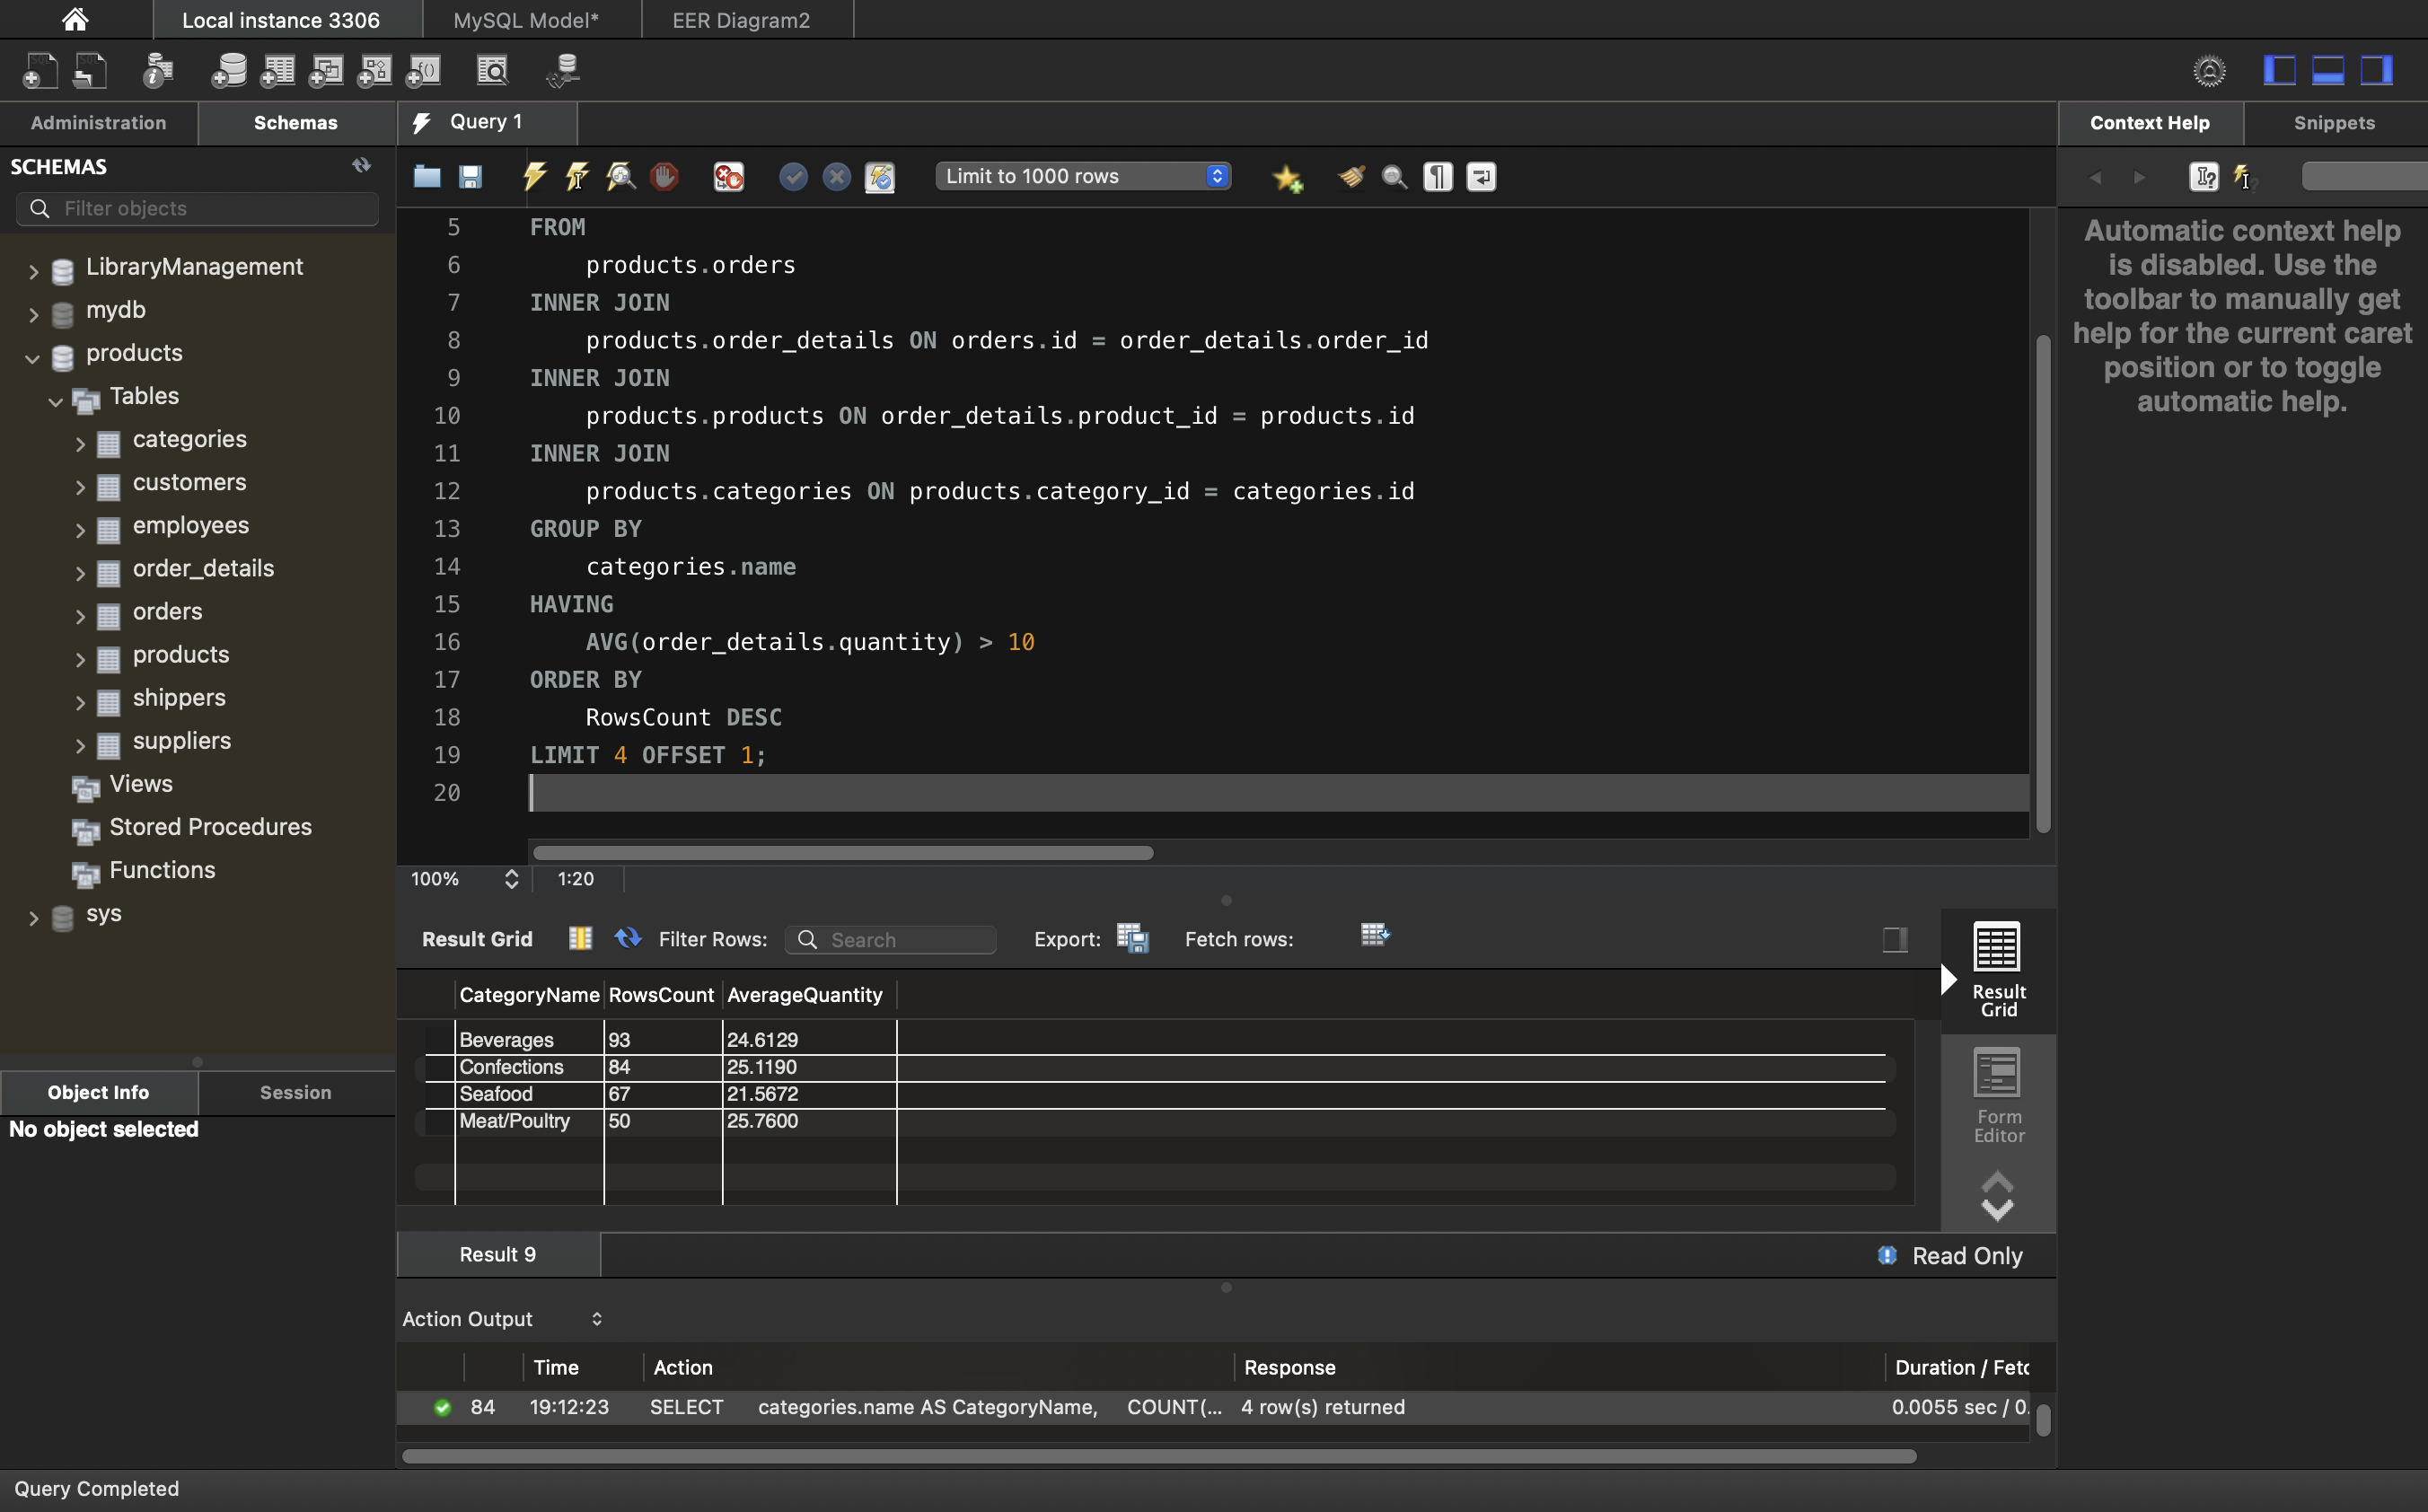 Local instance 3306
MySQL Model*
EER Diagram2
Administration
Schemas
Query 1
Context Help
Snippets
SCHEMAS
Filter objects
Limit to 1000 rows
LibraryManagement
mydb
products
Tables
categories
customers
employees
order_details
orders
products
shippers
suppliers
Views
Stored Procedures
Functions
sys
Object Info
Session
No object selected
5 FROM
6 products.orders
7 INNER JOIN
8 products.order_details ON orders.id = order_details.order_id
9 INNER JOIN
10 products.products ON order_details.product_id = products.id
11 INNER JOIN
12 products.categories ON products.category_id = categories.id
13 GROUP BY
14 categories.name
15 HAVING
16 AVG(order_details.quantity) > 10
17 ORDER BY
18 RowsCount DESC
19 LIMIT 4 OFFSET 1;
20
100% 1:20
Automatic context help
is disabled. Use the
toolbar to manually get
help for the current caret
position or to toggle
automatic help.
Result Grid Filter Rows: Search Export: Fetch rows:
CategoryName RowsCount AverageQuantity
Beverages 93 24.6129
Confections 84 25.1190
Seafood 67 21.5672
Meat/Poultry 50 25.7600
Result
Grid
Form
Editor
Result 9
Read Only
Action Output
Time Action Response Duration / Fetc
84 19:12:23 SELECT categories.name AS CategoryName, COUNT(... 4 row(s) returned 0.0055 sec / 0.
Query Completed